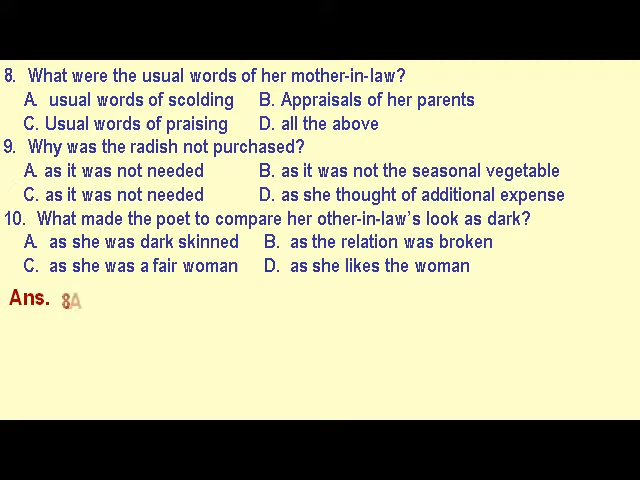 8. What were the usual words of her mother-in-law?
A. usual words of scolding B. Appraisals of her parents
C. Usual words of praising D. all the above
9. Why was the radish not purchased?
A. as it was not needed B. as it was not the seasonal vegetable
C. as it was not needed D. as she thought of additional expense
10. What made the poet to compare her other-in-law's look as dark?
A. as she was dark skinned B. as the relation was broken
C. as she was a fair woman D. as she likes the woman
Ans. 8A